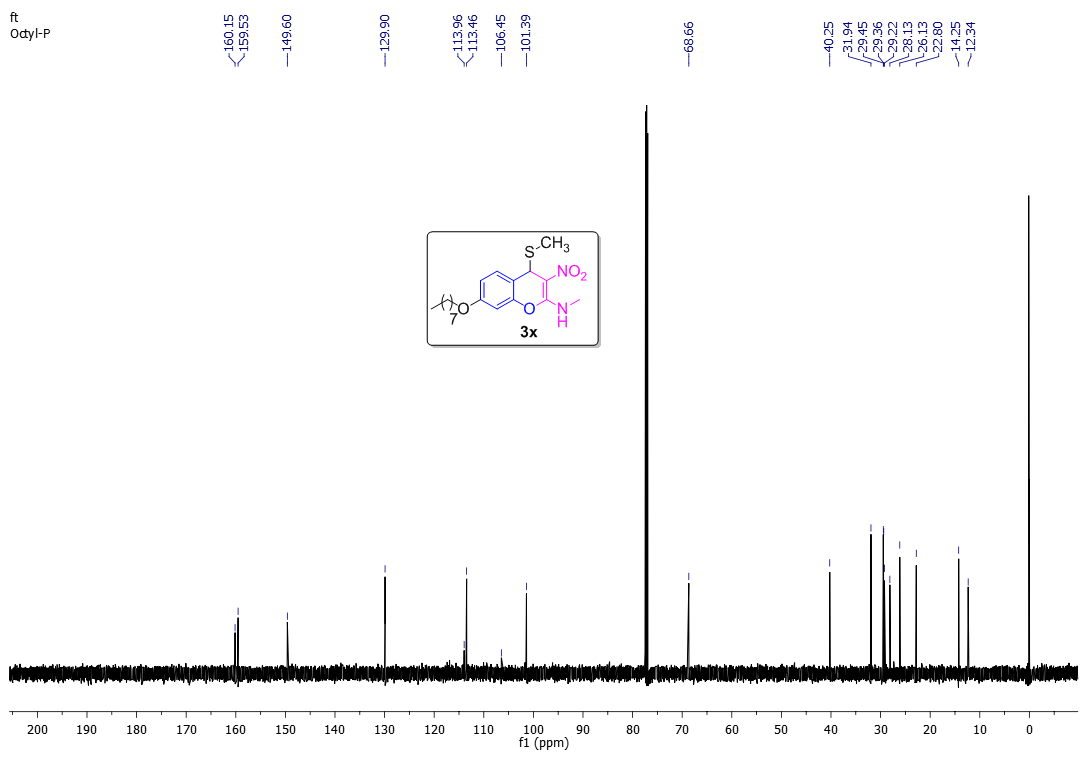 ft
Octyl-P
160.15
159.53
149.60
129.90
113.96
113.46
106.45
101.39
68.66
40.25
31.94
29.45
29.36
29.22
28.13
26.13
22.80
14.25
12.34
S CH3
NO2
O
7
O
N
H
3x
200 190 180 170 160 150 140 130 120 110 100 90 80 70 60 50 40 30 20 10 0
f1 (ppm)